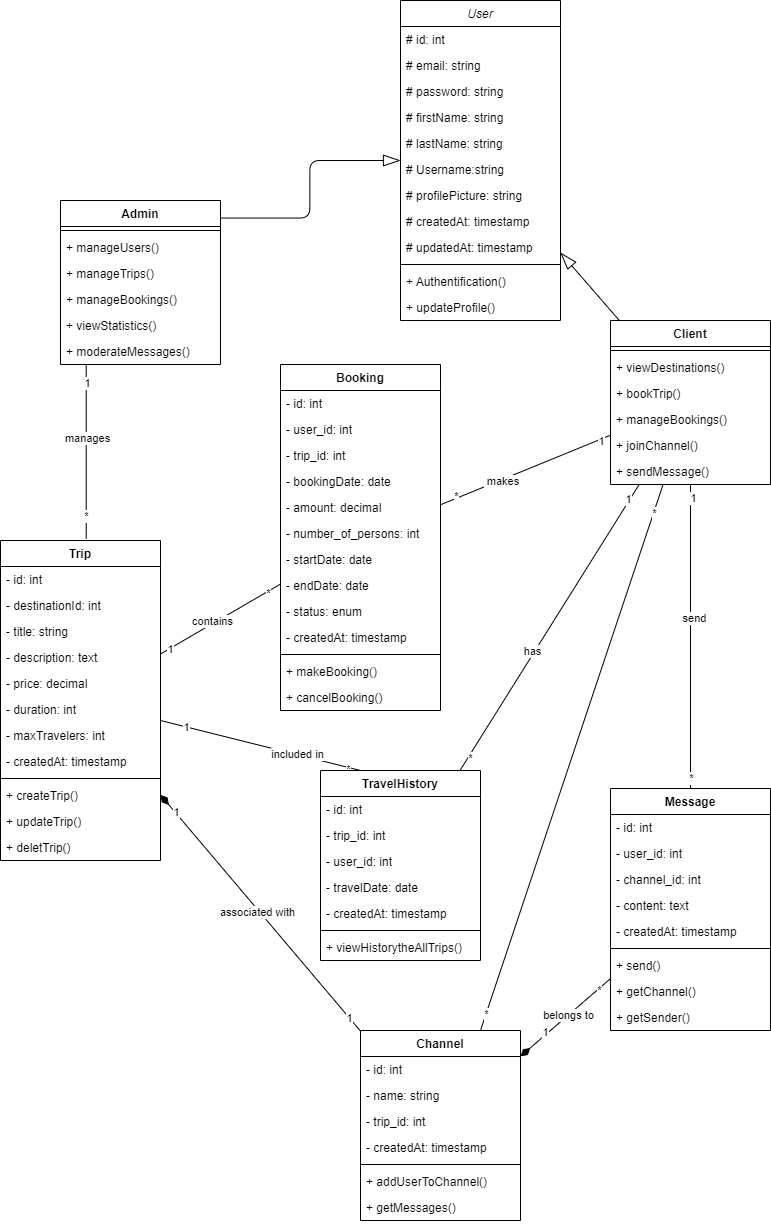 User
# id: int
# email: string
# password: string
# firstName: string
# lastName: string
# Username:string
# profilePicture: string
# createdAt: timestamp
# updatedAt: timestamp
+ Authentification()
+ updateProfile()
Admin
+ manageUsers()
+ manageTrips()
+ manageBookings()
+ viewStatistics()
+ moderateMessages()
Client
+ viewDestinations()
+ bookTrip()
+ manageBookings()
+ joinChannel()
+ sendMessage()
1
manages
*
Booking
- id: int
- user_id: int
- trip_id: int
- bookingDate: date
- amount: decimal
- number_of_persons: int
- startDate: date
- endDate: date
- status: enum
- createdAt: timestamp
+ makeBooking()
+ cancelBooking()
1
makes
*
Trip
- id: int
- destinationId: int
- title: string
- description: text
- price: decimal
- duration: int
- maxTravelers: int
- createdAt: timestamp
+ createTrip()
+ updateTrip()
+ deletTrip()
1
contains
*
1
included in
*
1
has
*
*
*
1
send
*
TravelHistory
- id: int
- trip_id: int
- user_id: int
- travelDate: date
- createdAt: timestamp
+ viewHistorytheAllTrips()
Message
- id: int
- user_id: int
- channel_id: int
- content: text
- createdAt: timestamp
+ send()
+ getChannel()
+ getSender()
1
associated with
1
*
belongs to
1
Channel
- id: int
- name: string
- trip_id: int
- createdAt: timestamp
+ addUserToChannel()
+ getMessages()